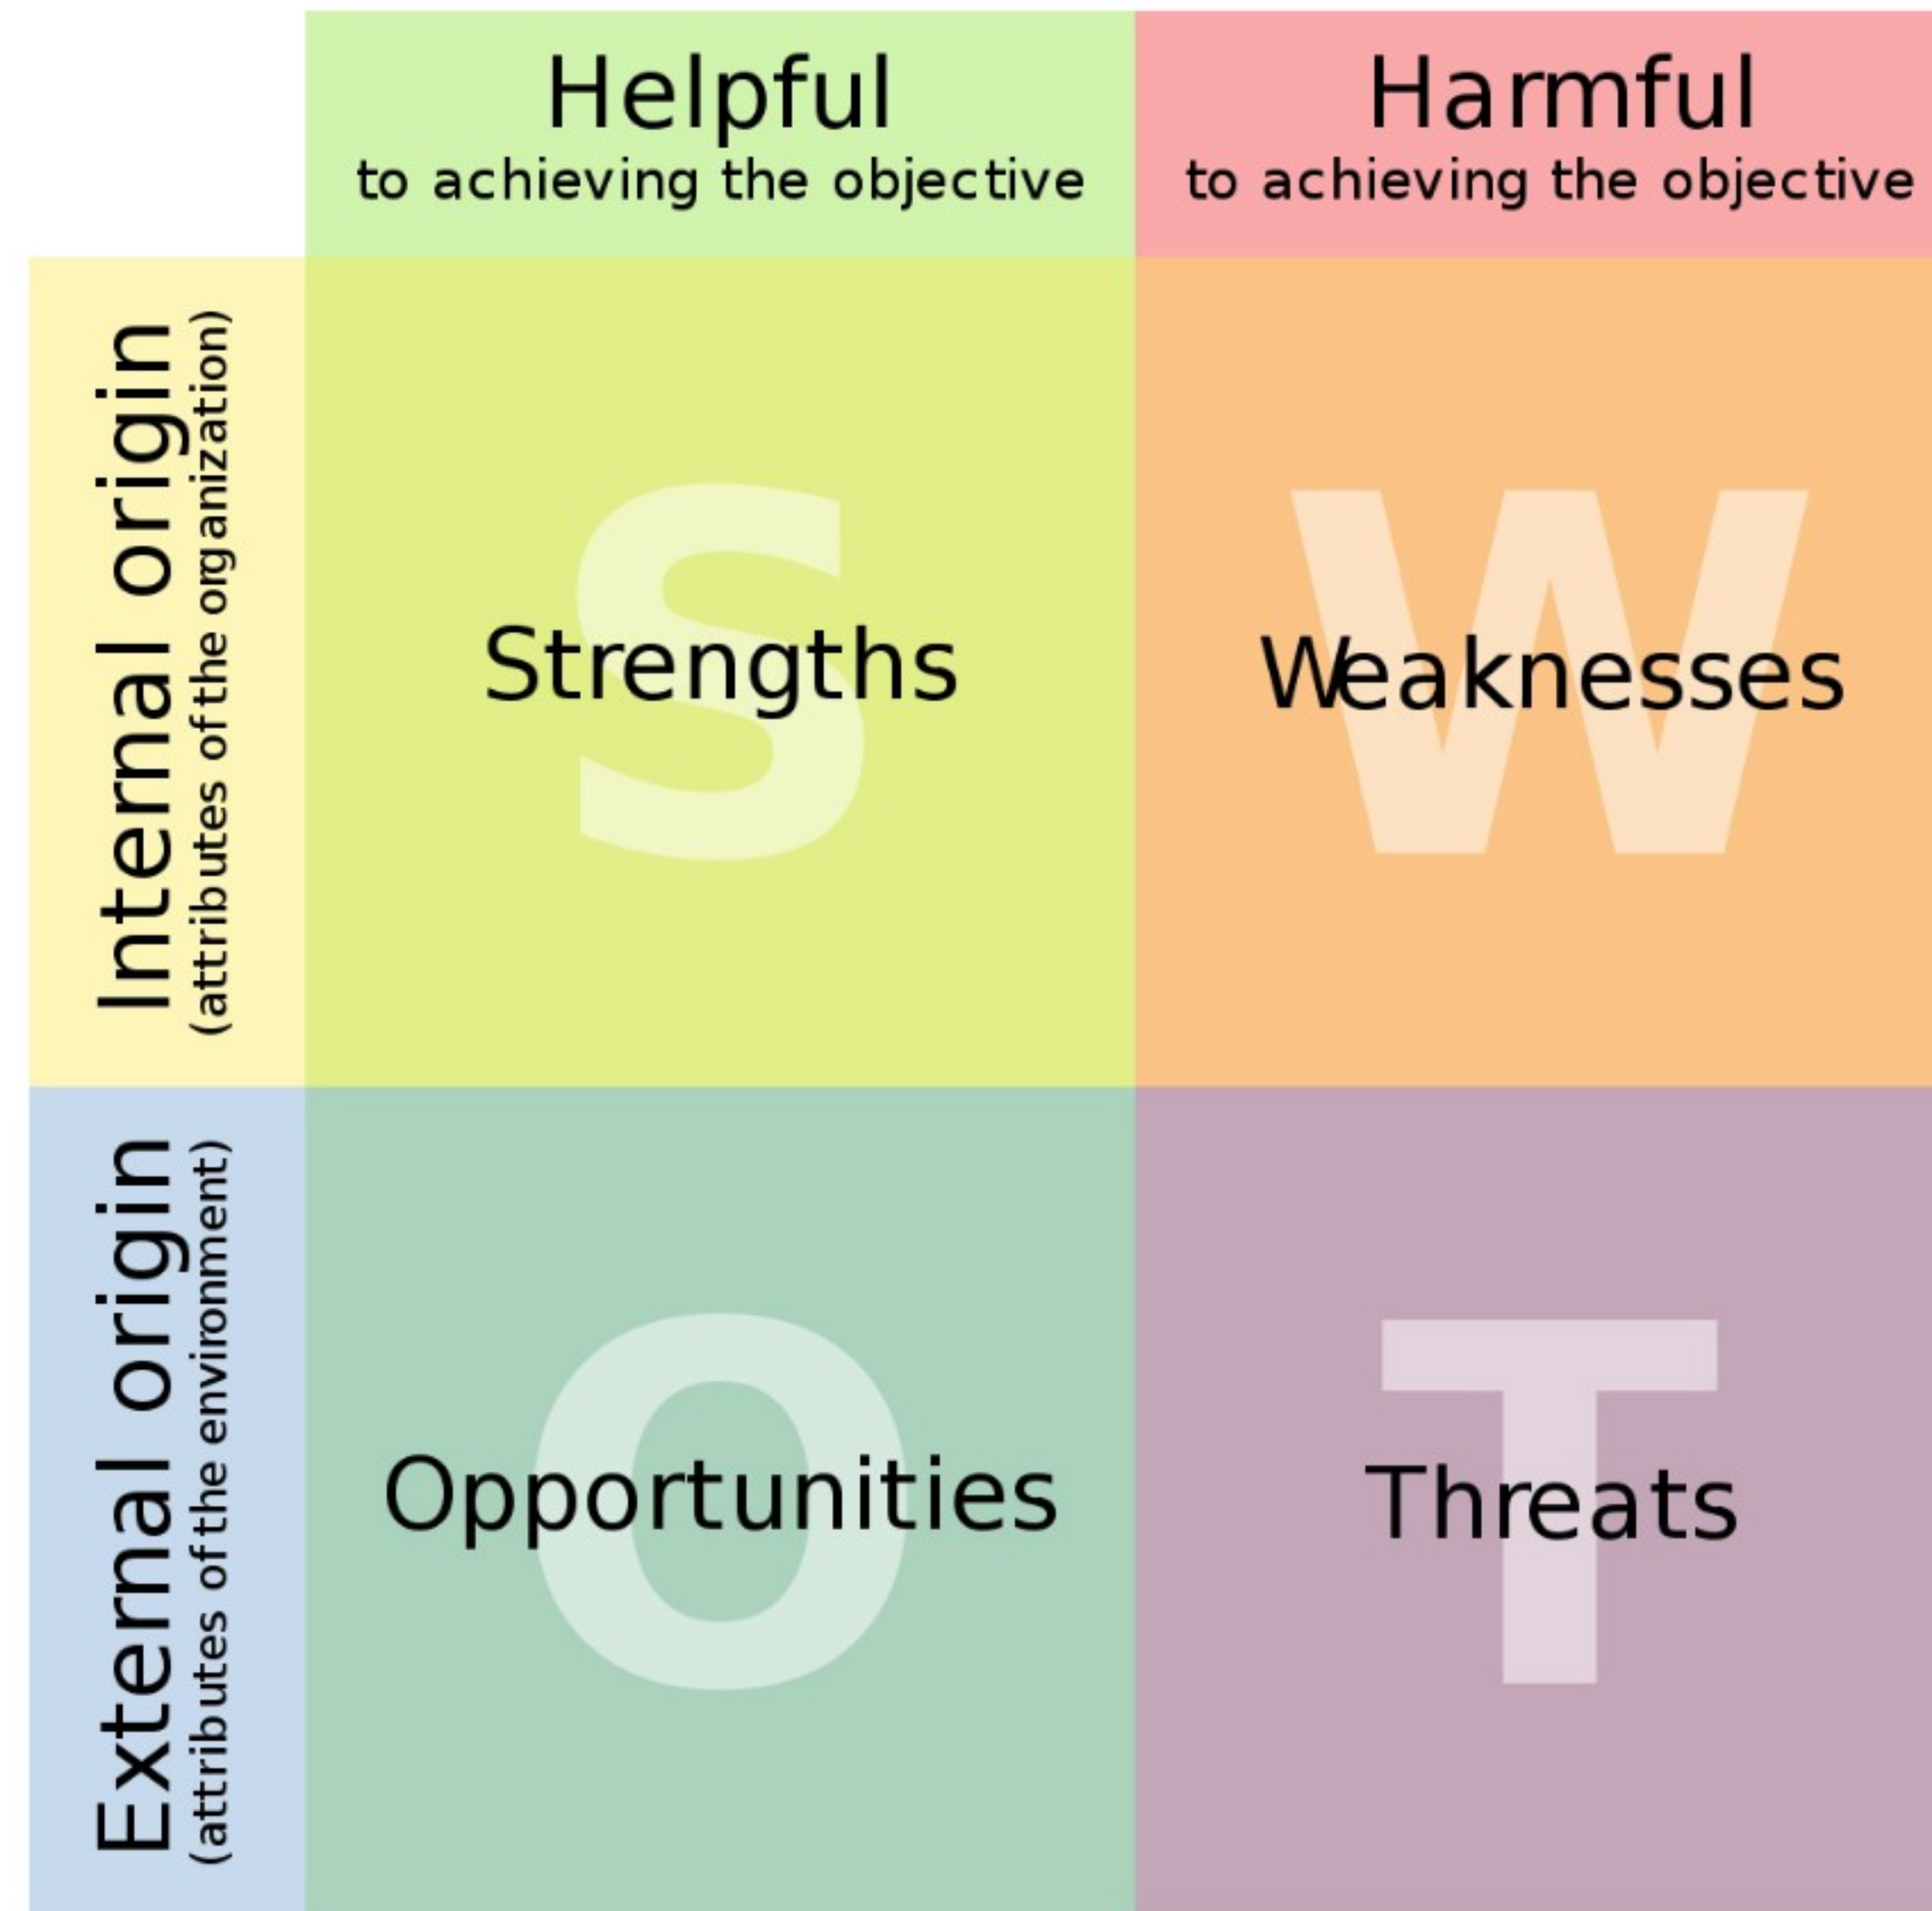 Helpful
to achieving the objective
Harmful
to achieving the objective
Internal origin
(attributes of the organization)
S
Strengths
W
Weaknesses
External origin
(attributes of the environment)
O
Opportunities
T
Threats